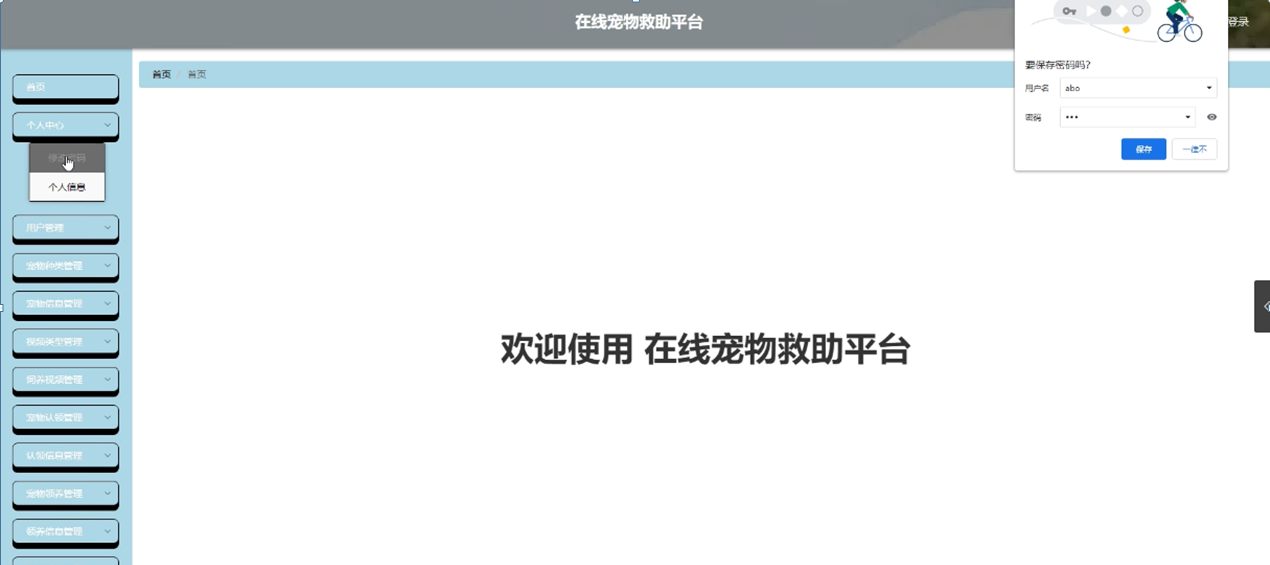 在线宠物救助平台
登录
要保存密码吗?
用户名 abo
密码 •••
保存 一律不
首页 / 首页
首页
个人中心
修改密码
个人信息
用户管理
宠物种类管理
宠物信息管理
视频类型管理
饲养视频管理
宠物认领管理
认领信息管理
宠物领养管理
领养信息管理
欢迎使用 在线宠物救助平台